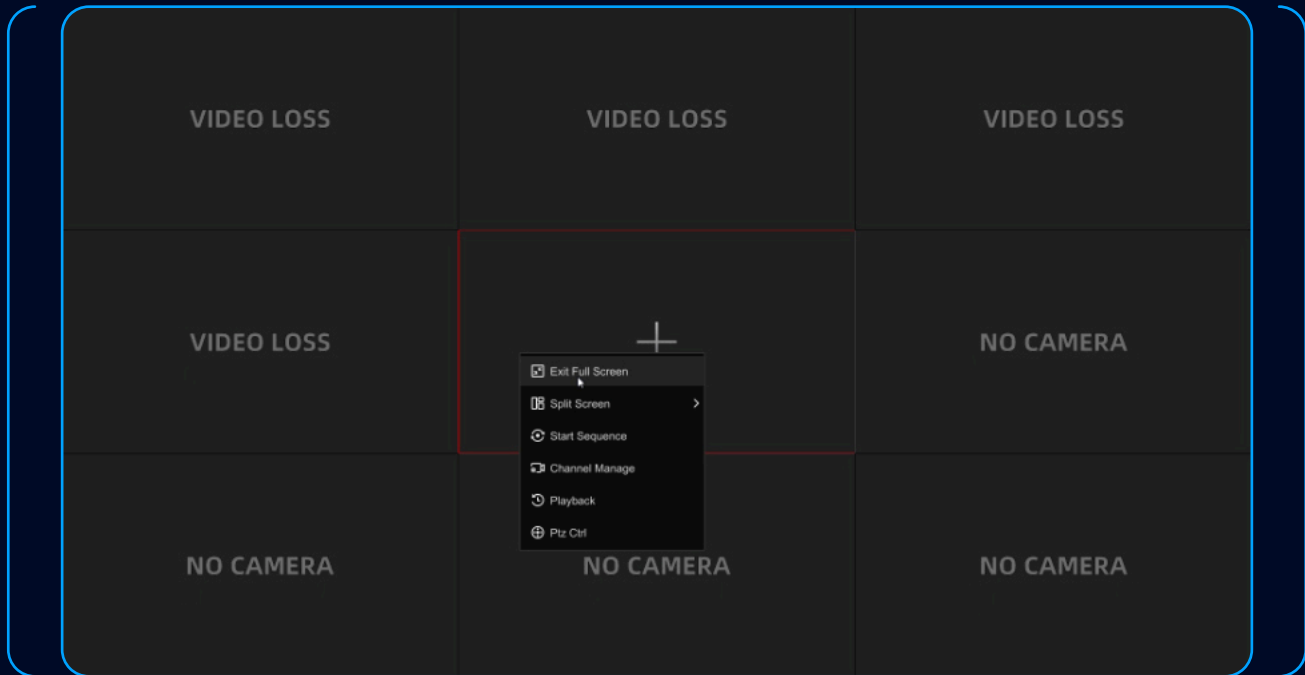 VIDEO LOSS
VIDEO LOSS
VIDEO LOSS
VIDEO LOSS
NO CAMERA
Exit Full Screen
Split Screen
Start Sequence
Channel Manage
Playback
Ptz Ctrl
NO CAMERA
NO CAMERA
NO CAMERA